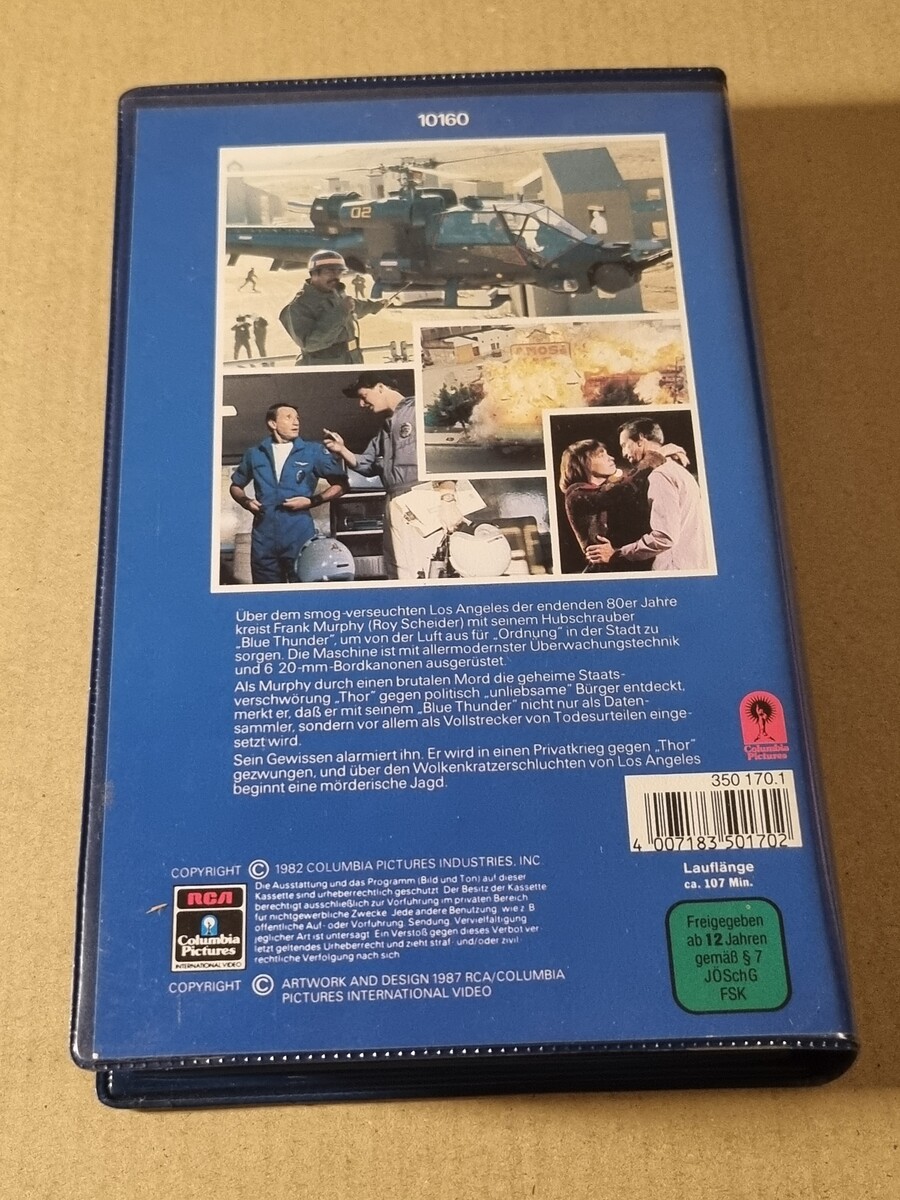 10160
02
Über dem smog-verseuchten Los Angeles der endenden 80er Jahre
kreist Frank Murphy (Roy Scheider) mit seinem Hubschrauber
„Blue Thunder", um von der Luft aus für „Ordnung" in der Stadt zu
sorgen. Die Maschine ist mit allermodernster Überwachungstechnik
und 6 20-mm-Bordkanonen ausgerüstet.
Als Murphy durch einen brutalen Mord die geheime Staats-
verschwörung „Thor" gegen politisch „unliebsame" Bürger entdeckt,
merkt er, daß er mit seinem „Blue Thunder" nicht nur als Daten-
sammler, sondern vor allem als Vollstrecker von Todesurteilen einge-
setzt wird.
Sein Gewissen alarmiert ihn. Er wird in einen Privatkrieg gegen „Thor"
gezwungen, und über den Wolkenkratzerschluchten von Los Angeles
beginnt eine mörderische Jagd.
Columbia
Pictures
350 170.1
4 007183 501702
Lauflänge
ca. 107 Min.
Freigegeben
ab 12 Jahren
gemäß § 7
JÖSchG
FSK
COPYRIGHT © 1982 COLUMBIA PICTURES INDUSTRIES, INC.
RCA
Columbia
Pictures
INTERNATIONAL VIDEO
Die Ausstattung und das Programm (Bild und Ton) auf dieser
Kassette sind urheberrechtlich geschützt. Der Besitz der Kassette
berechtigt ausschließlich zur Vorführung im privaten Bereich
für nichtgewerbliche Zwecke. Jede andere Benutzung, wie z. B.
öffentliche Auf- oder Vorführung, Sendung, Vervielfältigung
jeglicher Art ist untersagt. Ein Verstoß gegen dieses Verbot ver-
letzt geltendes Urheberrecht und zieht straf- und/oder zivil-
rechtliche Verfolgung nach sich.
COPYRIGHT © ARTWORK AND DESIGN 1987 RCA/COLUMBIA
PICTURES INTERNATIONAL VIDEO